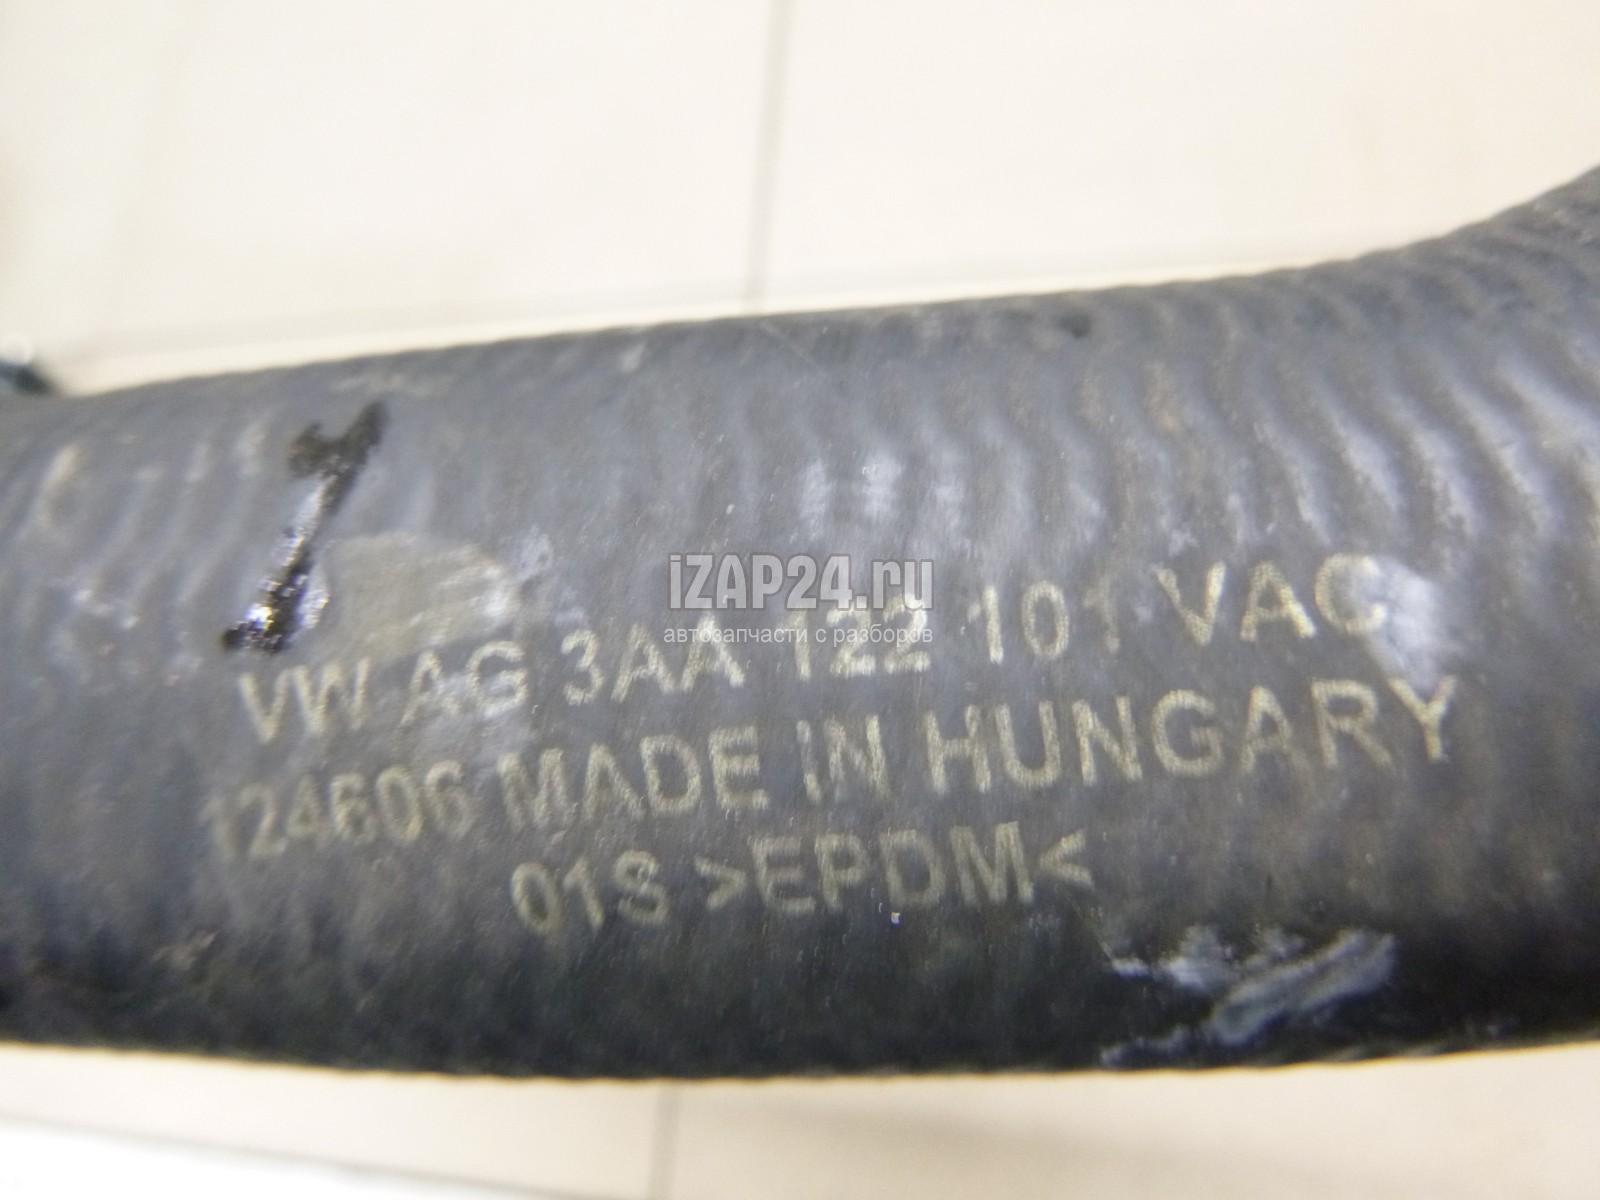 iZAP24.ru
автозапчасти с разборов
VW AG 3AA 122 101 VAC
124606 MADE IN HUNGARY
01S >EPDM<